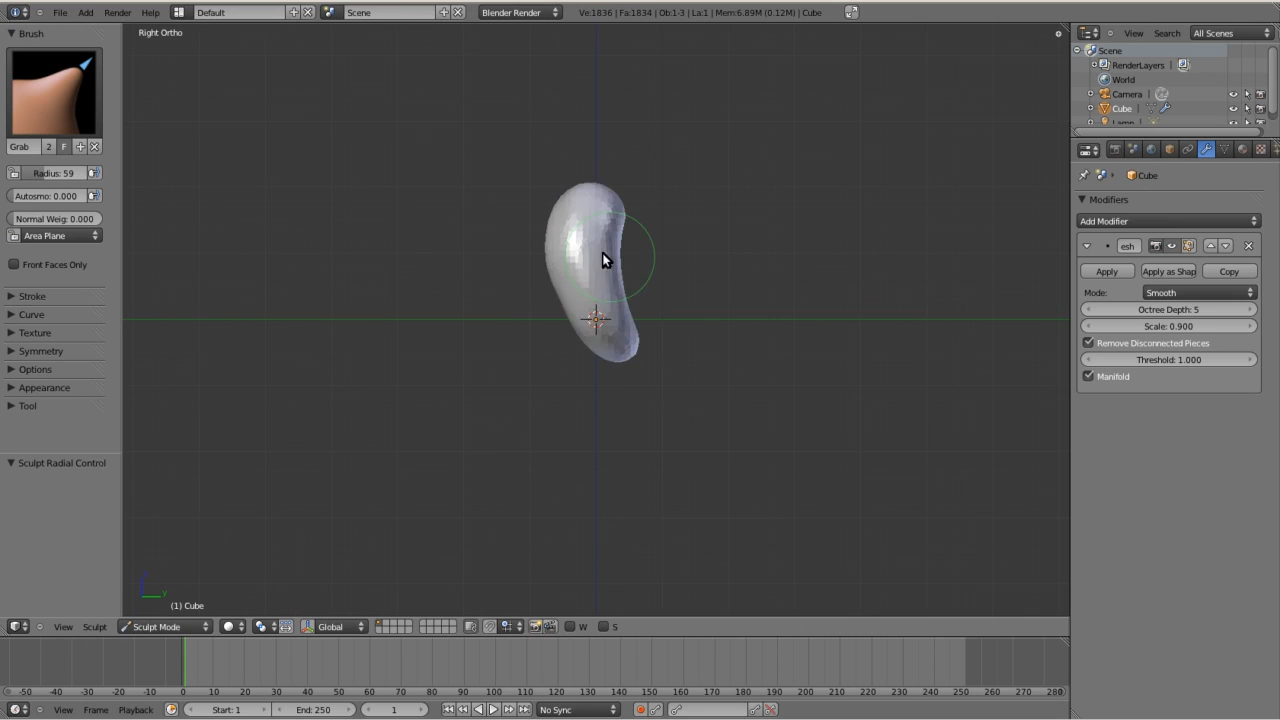 File Add Render Help Default Scene Blender Render Ve:1836 | Fa:1834 | Ob:1-3 | La:1 | Mem:6.89M (0.12M) | Cube
Brush
Right Ortho
View Search All Scenes
Scene
RenderLayers
World
Camera
Cube
Lamp
Grab 2 F
Radius: 59
Autosmo: 0.000
Normal Weig: 0.000
Area Plane
Front Faces Only
Stroke
Curve
Texture
Symmetry
Options
Appearance
Tool
Sculpt Radial Control
Cube
Modifiers
Add Modifier
esh
Apply Apply as Shap Copy
Mode: Smooth
Octree Depth: 5
Scale: 0.900
Remove Disconnected Pieces
Threshold: 1.000
Manifold
z
y
(1) Cube
View Sculpt Sculpt Mode Global W S
-50 -40 -30 -20 -10 0 10 20 30 40 50 60 70 80 90 100 110 120 130 140 150 160 170 180 190 200 210 220 230 240 250 260 270 280
View Frame Playback Start: 1 End: 250 1 No Sync